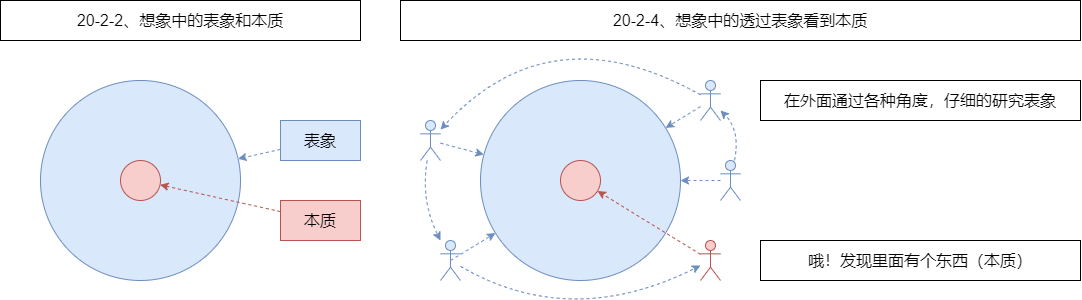 20-2-2、想象中的表象和本质
20-2-4、想象中的透过表象看到本质
在外面通过各种角度，仔细的研究表象
表象
本质
哦！发现里面有个东西（本质）